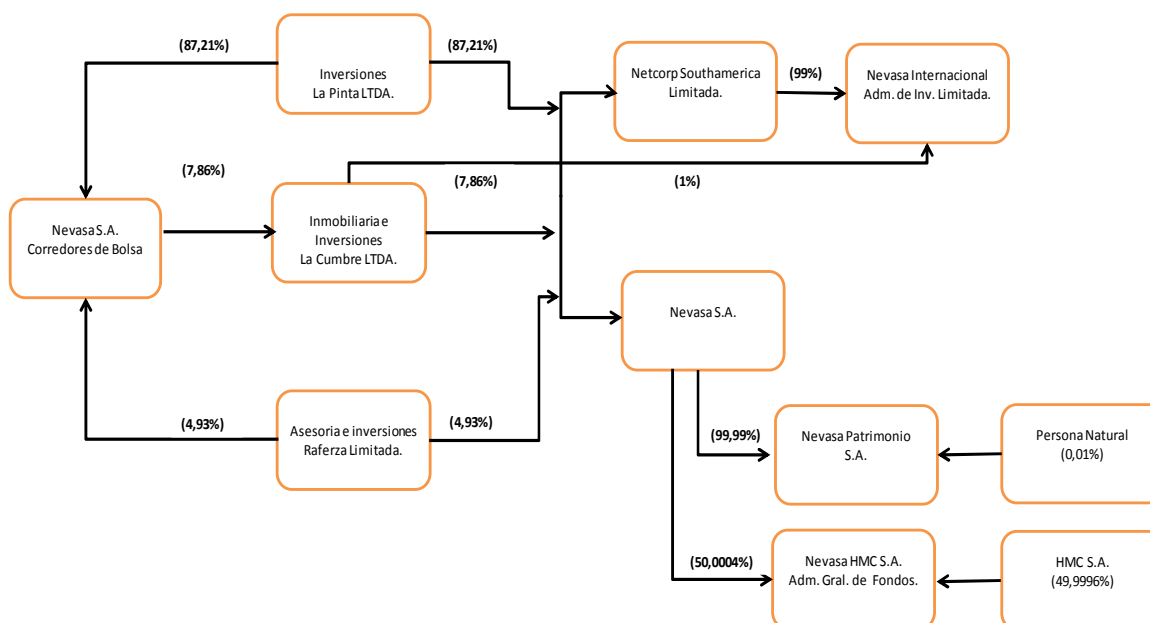 (87,21%)
(87,21%)
Inversiones
La Pinta LTDA.
Netcorp Southamerica
Limitada.
(99%)
Nevasa Internacional
Adm. de Inv. Limitada.
(7,86%)
(7,86%)
(1%)
Nevasa S.A.
Corredores de Bolsa
Inmobiliaria e
Inversiones
La Cumbre LTDA.
Nevasa S.A.
(4,93%)
Asesoria e inversiones
Raferza Limitada.
(4,93%)
(99,99%)
Nevasa Patrimonio
S.A.
Persona Natural
(0,01%)
(50,0004%)
Nevasa HMC S.A.
Adm. Gral. de Fondos.
HMC S.A.
(49,9996%)